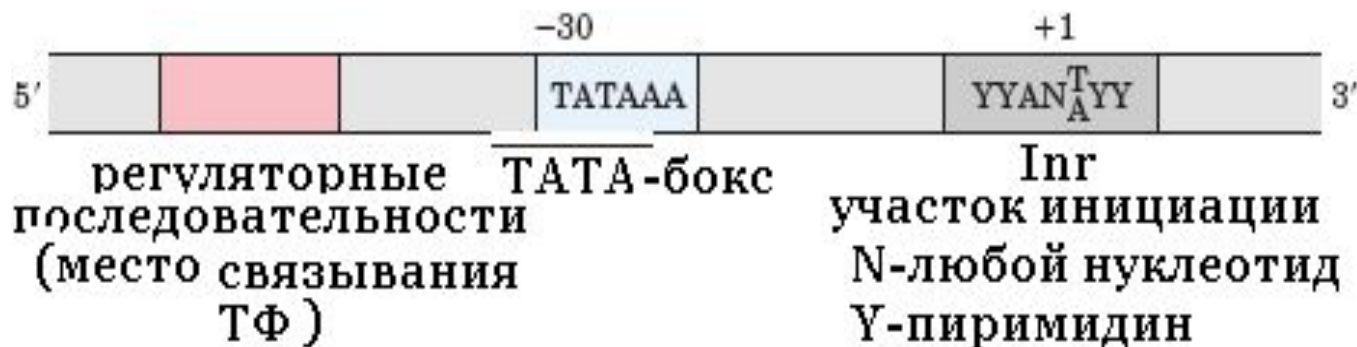 −30 +1
5′ TATAAA YYANTAYY 3′
регуляторные
последовательности
(место связывания
ТФ )
ТАТА-бокс
Inr
участок инициации
N-любой нуклеотид
Y-пиримидин